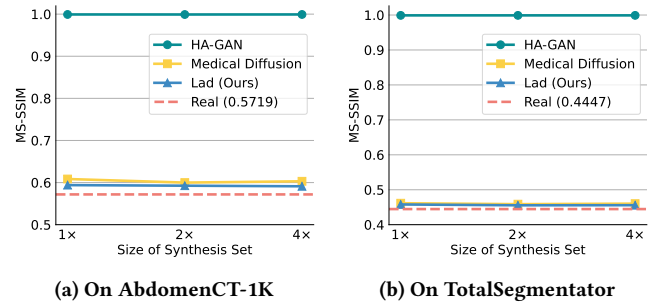 MS-SSIM
1.0
0.9
0.8
0.7
0.6
0.5
HA-GAN
Medical Diffusion
Lad (Ours)
Real (0.5719)
1× 2× 4×
Size of Synthesis Set
(a) On AbdomenCT-1K
MS-SSIM
1.0
0.9
0.8
0.7
0.6
0.5
0.4
HA-GAN
Medical Diffusion
Lad (Ours)
Real (0.4447)
1× 2× 4×
Size of Synthesis Set
(b) On TotalSegmentator